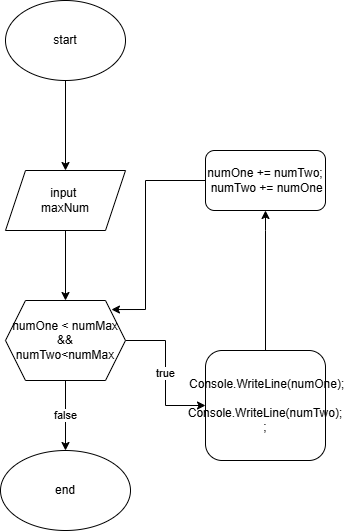 start
input
maxNum
numOne < numMax
&&
numTwo<numMax
true
false
end
Console.WriteLine(numOne);
Console.WriteLine(numTwo);
;
numOne += numTwo;
numTwo += numOne